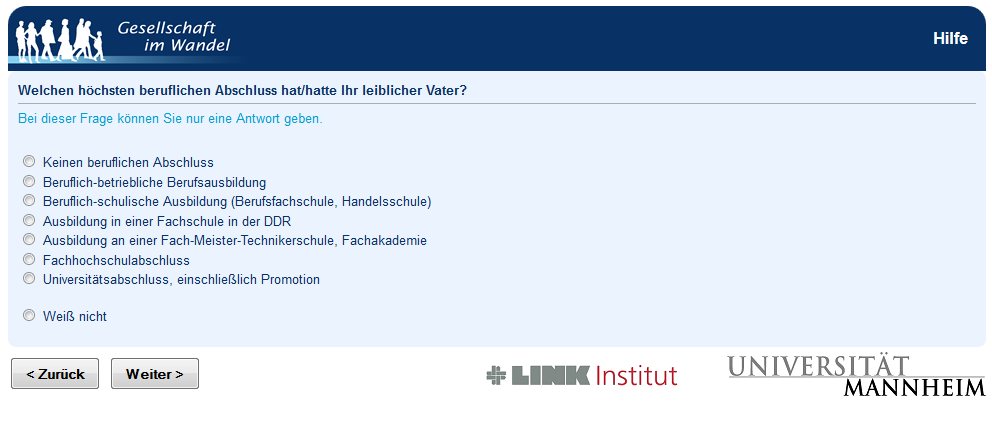 Gesellschaft
im Wandel
Hilfe
Welchen höchsten beruflichen Abschluss hat/hatte Ihr leiblicher Vater?
Bei dieser Frage können Sie nur eine Antwort geben.
Keinen beruflichen Abschluss
Beruflich-betriebliche Berufsausbildung
Beruflich-schulische Ausbildung (Berufsfachschule, Handelsschule)
Ausbildung in einer Fachschule in der DDR
Ausbildung an einer Fach-Meister-Technikerschule, Fachakademie
Fachhochschulabschluss
Universitätsabschluss, einschließlich Promotion
Weiß nicht
< Zurück Weiter >
LINK Institut
UNIVERSITÄT
MANNHEIM